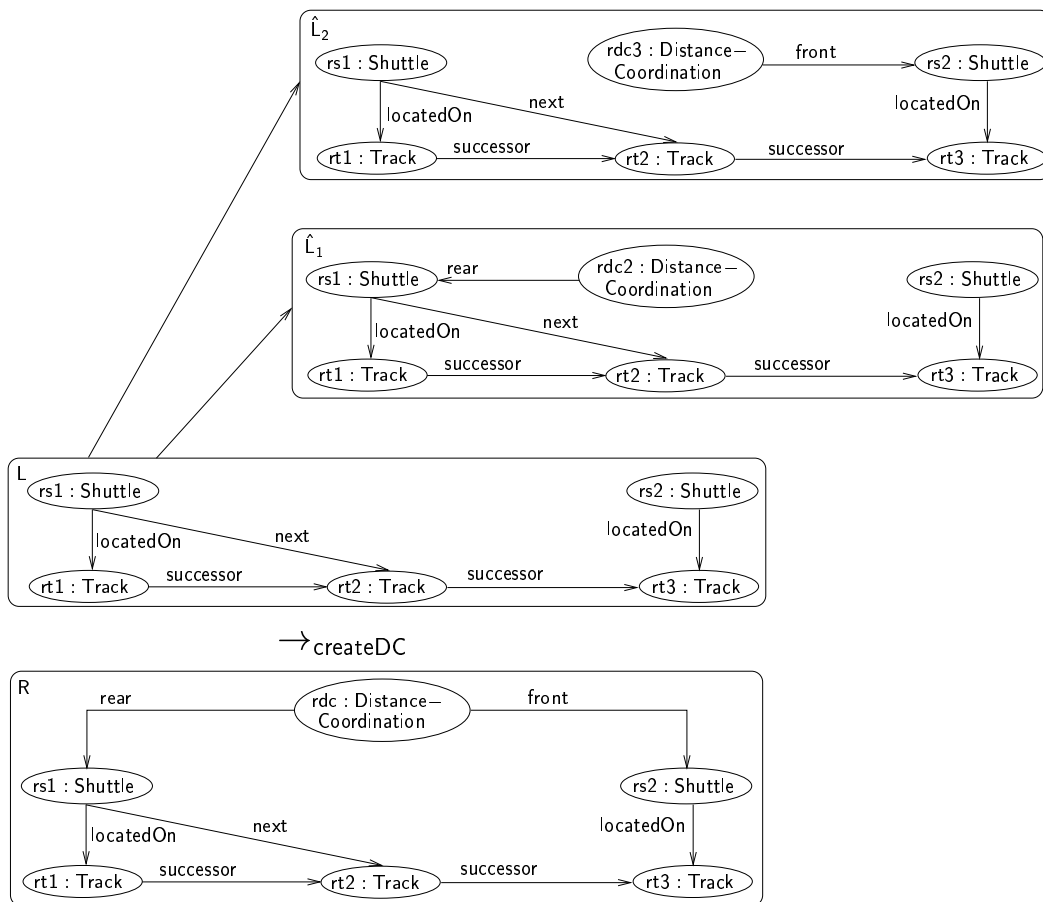 L̂2
rs1 : Shuttle
rdc3 : Distance−
Coordination
front
rs2 : Shuttle
locatedOn
next
locatedOn
rt1 : Track
successor
rt2 : Track
successor
rt3 : Track
L̂1
rs1 : Shuttle
rear
rdc2 : Distance−
Coordination
rs2 : Shuttle
locatedOn
next
locatedOn
rt1 : Track
successor
rt2 : Track
successor
rt3 : Track
L
rs1 : Shuttle
rs2 : Shuttle
locatedOn
next
locatedOn
rt1 : Track
successor
rt2 : Track
successor
rt3 : Track
→createDC
R
rear
rdc : Distance−
Coordination
front
rs1 : Shuttle
rs2 : Shuttle
locatedOn
next
locatedOn
rt1 : Track
successor
rt2 : Track
successor
rt3 : Track